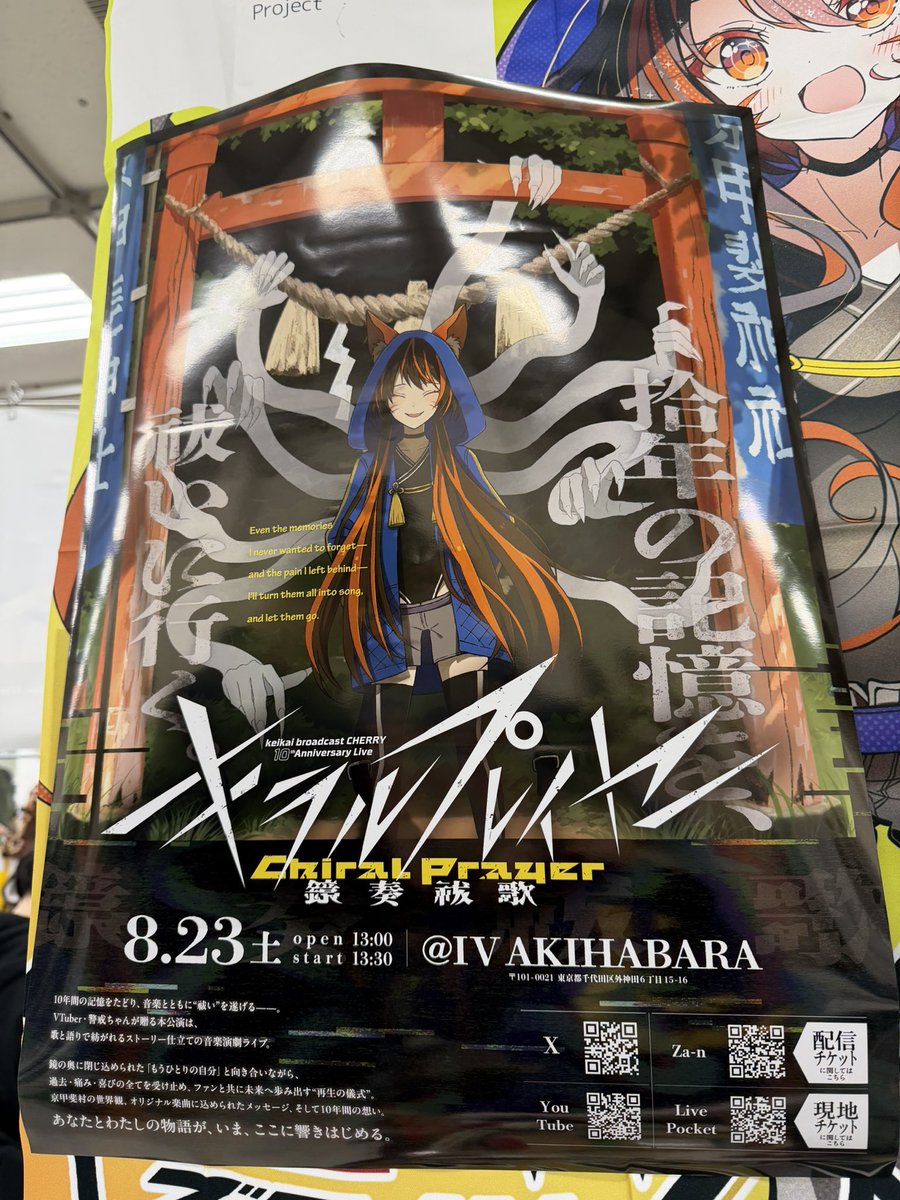 Project
拾年の記憶を、
祓いに行く
Even the memories
I never wanted to forget—
and the pain I left behind—
I'll turn them all into song,
and let them go.
keikai broadcast CHERRY
10th Anniversary Live
キラルプレイヤー
Chiral Prayer
鏡奏祓歌
8.23土 open 13:00
start 13:30
@IV AKIHABARA
〒101-0021 東京都千代田区外神田6丁目15-16
10年間の記憶をたどり、音楽とともに“祓い”を遂げる——。
VTuber・警戒ちゃんが贈る本公演は、
歌と語りで紡がれるストーリー仕立ての音楽演劇ライブ。
鏡の奥に閉じ込められた「もうひとりの自分」と向き合いながら、
過去・痛み・喜びの全てを受け止め、ファンと共に未来へ歩み出す“再生の儀式”。
京甲斐村の世界観、オリジナル楽曲に込められたメッセージ、そして10年間の想い。
あなたとわたしの物語が、いま、ここに響きはじめる。
X
Za-n
配信
チケット
に関しては
こちら
You
Tube
Live
Pocket
現地
チケット
に関しては
こちら